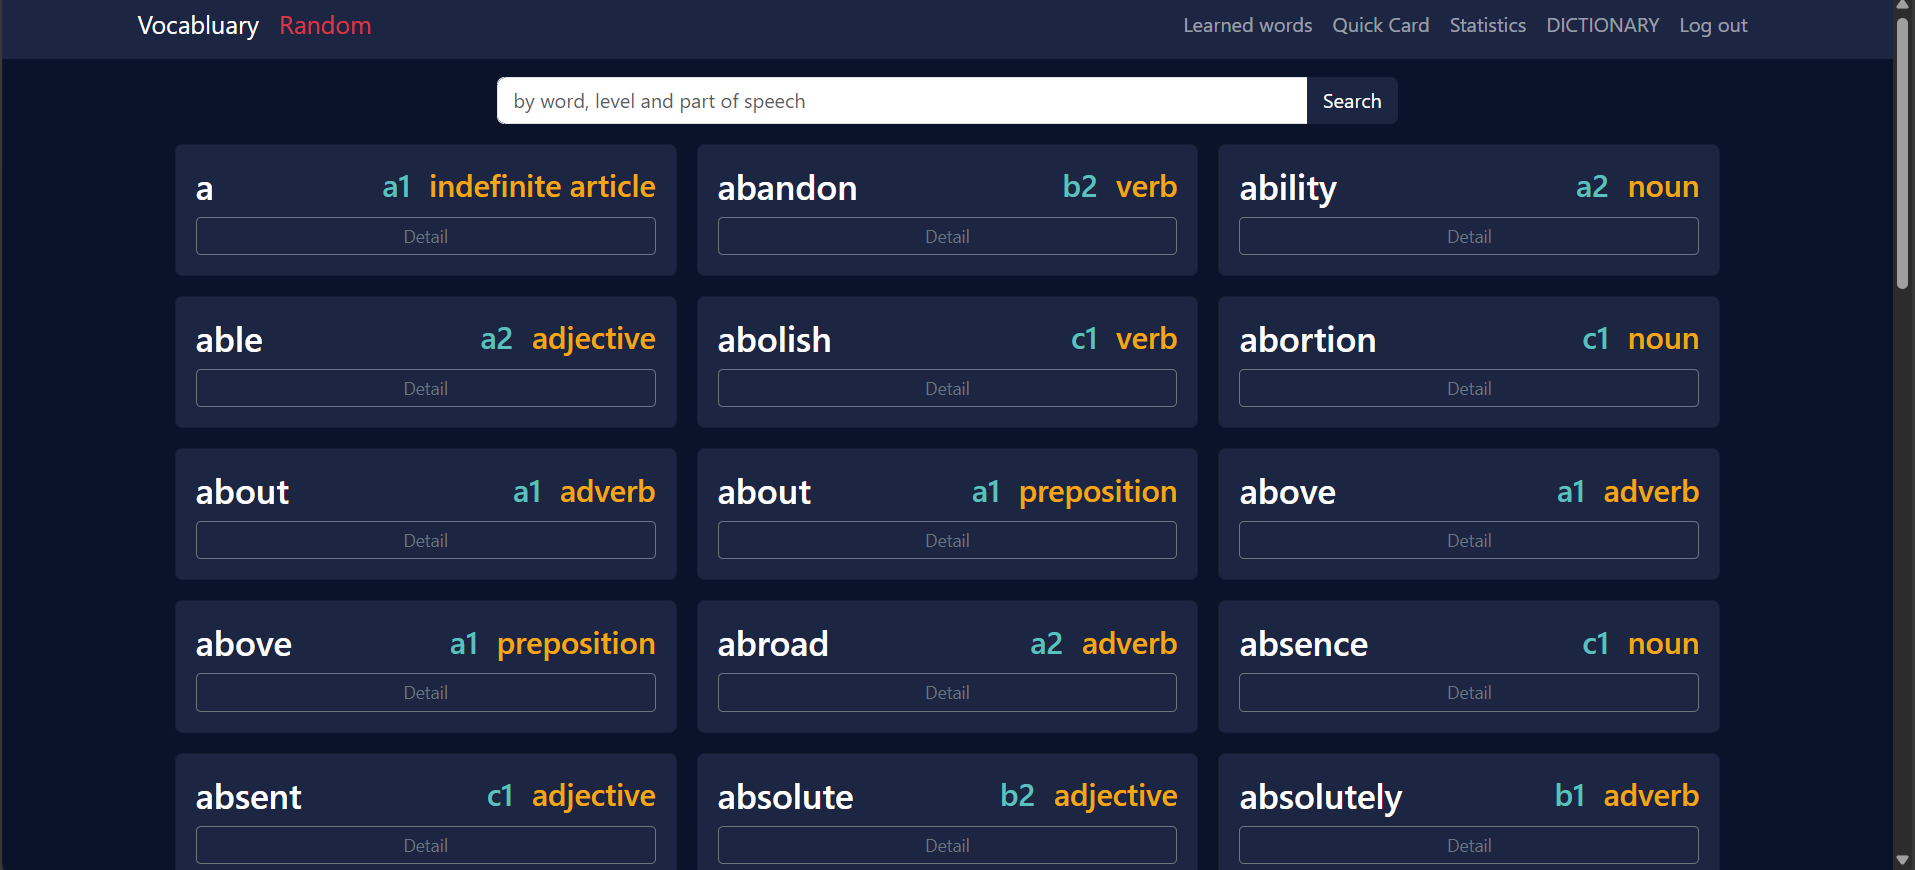 Vocabluary Random Learned words Quick Card Statistics DICTIONARY Log out
by word, level and part of speech Search
a a1 indefinite article abandon b2 verb ability a2 noun
Detail Detail Detail
able a2 adjective abolish c1 verb abortion c1 noun
Detail Detail Detail
about a1 adverb about a1 preposition above a1 adverb
Detail Detail Detail
above a1 preposition abroad a2 adverb absence c1 noun
Detail Detail Detail
absent c1 adjective absolute b2 adjective absolutely b1 adverb
Detail Detail Detail